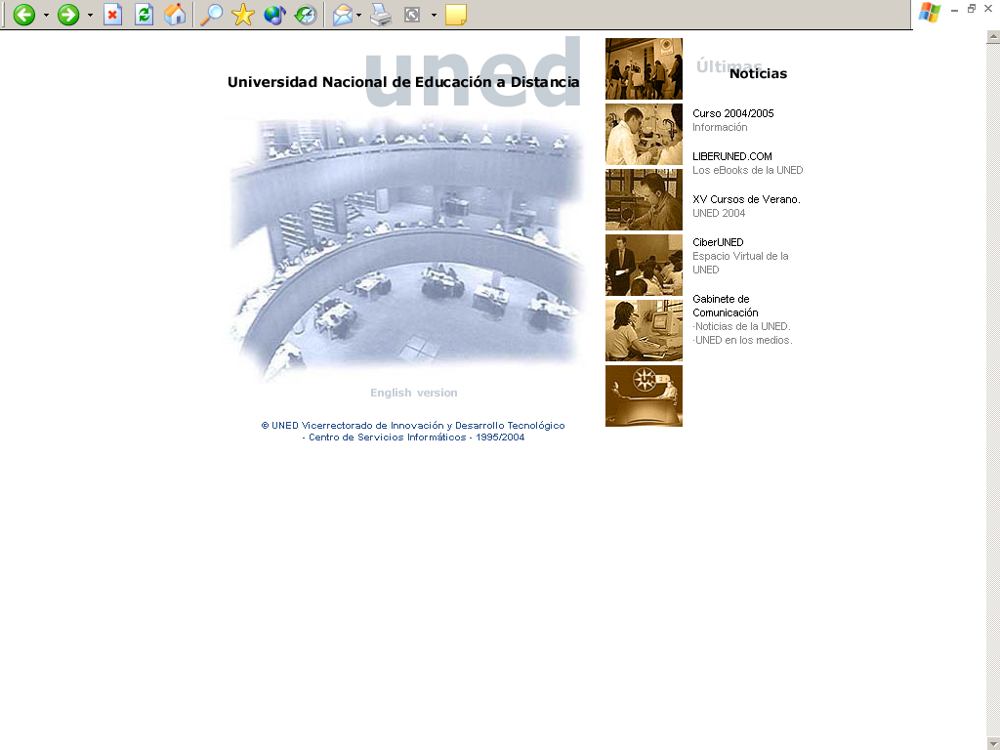 uned
Universidad Nacional de Educación a Distancia
Últimas
Noticias
Curso 2004/2005
Información
LIBERUNED.COM
Los eBooks de la UNED
XV Cursos de Verano.
UNED 2004
CiberUNED
Espacio Virtual de la
UNED
Gabinete de
Comunicación
·Noticias de la UNED.
·UNED en los medios.
English version
© UNED Vicerrectorado de Innovación y Desarrollo Tecnológico
- Centro de Servicios Informáticos - 1995/2004